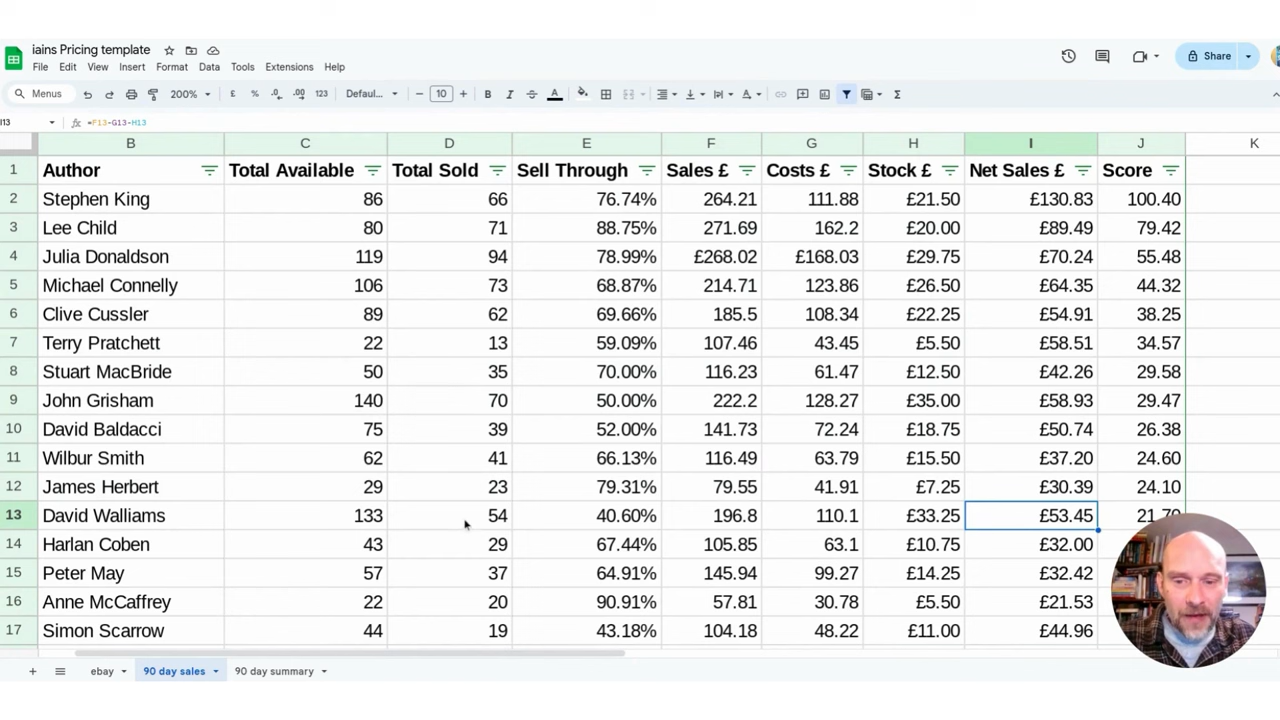 iains Pricing template
File Edit View Insert Format Data Tools Extensions Help
Share
Menus 200% £ % .0 .00 123 Defaul... 10 B I A
I13 =F13-G13-H13
B C D E F G H I J K
1 Author Total Available Total Sold Sell Through Sales £ Costs £ Stock £ Net Sales £ Score
2 Stephen King 86 66 76.74% 264.21 111.88 £21.50 £130.83 100.40
3 Lee Child 80 71 88.75% 271.69 162.2 £20.00 £89.49 79.42
4 Julia Donaldson 119 94 78.99% £268.02 £168.03 £29.75 £70.24 55.48
5 Michael Connelly 106 73 68.87% 214.71 123.86 £26.50 £64.35 44.32
6 Clive Cussler 89 62 69.66% 185.5 108.34 £22.25 £54.91 38.25
7 Terry Pratchett 22 13 59.09% 107.46 43.45 £5.50 £58.51 34.57
8 Stuart MacBride 50 35 70.00% 116.23 61.47 £12.50 £42.26 29.58
9 John Grisham 140 70 50.00% 222.2 128.27 £35.00 £58.93 29.47
10 David Baldacci 75 39 52.00% 141.73 72.24 £18.75 £50.74 26.38
11 Wilbur Smith 62 41 66.13% 116.49 63.79 £15.50 £37.20 24.60
12 James Herbert 29 23 79.31% 79.55 41.91 £7.25 £30.39 24.10
13 David Walliams 133 54 40.60% 196.8 110.1 £33.25 £53.45
14 Harlan Coben 43 29 67.44% 105.85 63.1 £10.75 £32.00
15 Peter May 57 37 64.91% 145.94 99.27 £14.25 £32.42
16 Anne McCaffrey 22 20 90.91% 57.81 30.78 £5.50 £21.53
17 Simon Scarrow 44 19 43.18% 104.18 48.22 £11.00 £44.96
ebay 90 day sales 90 day summary